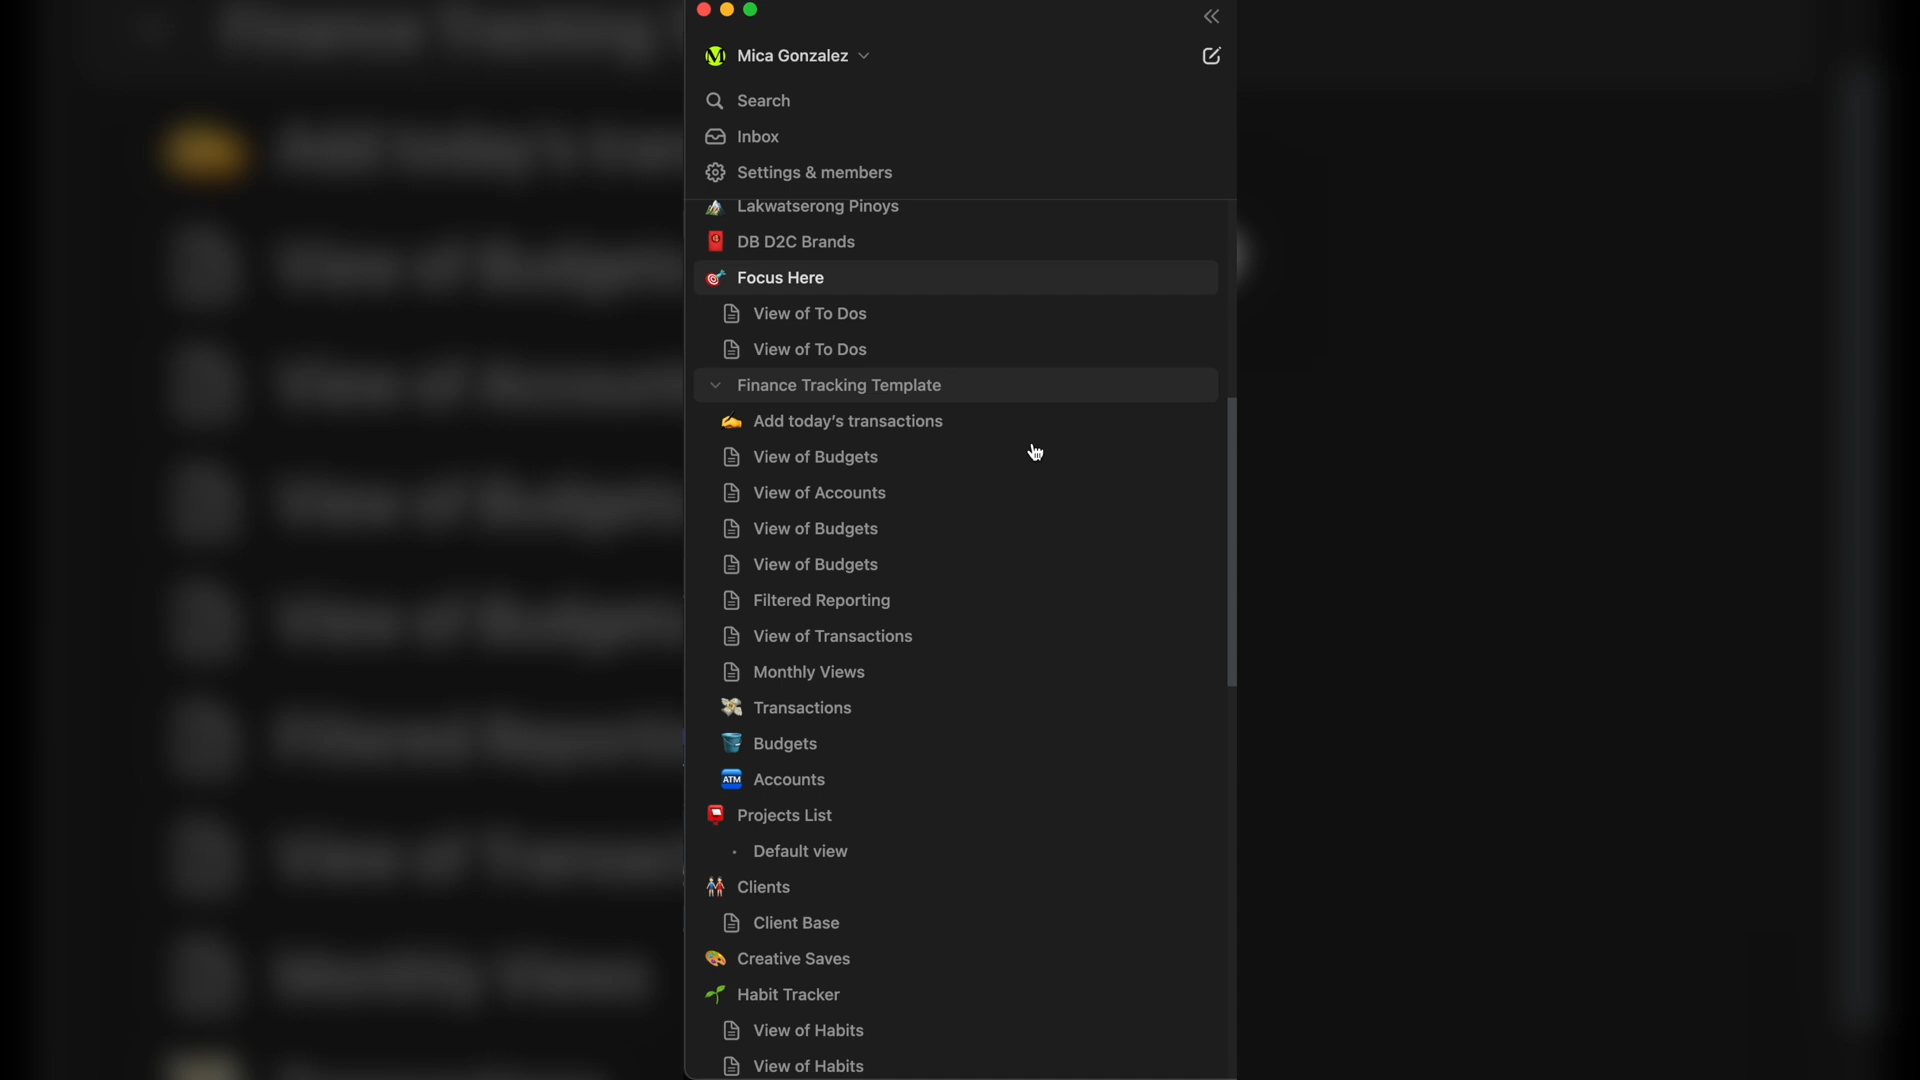 Mica Gonzalez
Search
Inbox
Settings & members
Lakwatserong Pinoys
DB D2C Brands
Focus Here
View of To Dos
View of To Dos
Finance Tracking Template
Add today's transactions
View of Budgets
View of Accounts
View of Budgets
View of Budgets
Filtered Reporting
View of Transactions
Monthly Views
Transactions
Budgets
ATM Accounts
Projects List
Default view
Clients
Client Base
Creative Saves
Habit Tracker
View of Habits
View of Habits